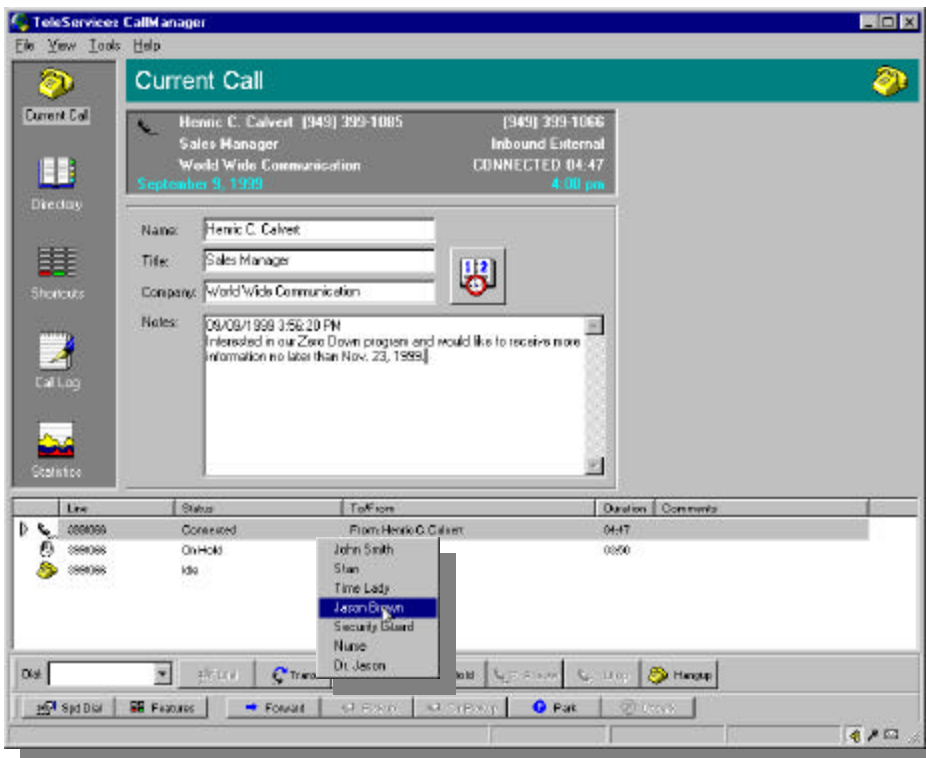 TeleServices CallManager
File View Tools Help
Current Call
Current Call
Henric C. Calvert (949) 399-1085 (949) 399-1066
Sales Manager Inbound External
World Wide Communication CONNECTED 04:47
September 9, 1999 4:00 pm
Directory
Name: Henric C. Calvert
Title: Sales Manager
Shortcuts
Company: World Wide Communication
Notes: 09/09/1999 3:56:20 PM
Interested in our Zero Down program and would like to receive more
information no later than Nov. 23, 1999.
Call Log
Statistics
Line Status To/From Duration Comments
3991066 Connected From: Henric C. Calvert 04:47
3991066 On Hold
3991066 Idle
John Smith
Stan
Time Lady
Jason Brown
Security Guard
Nurse
Dr. Jason
Dial Hangup
Spd Dial Features Forward Park